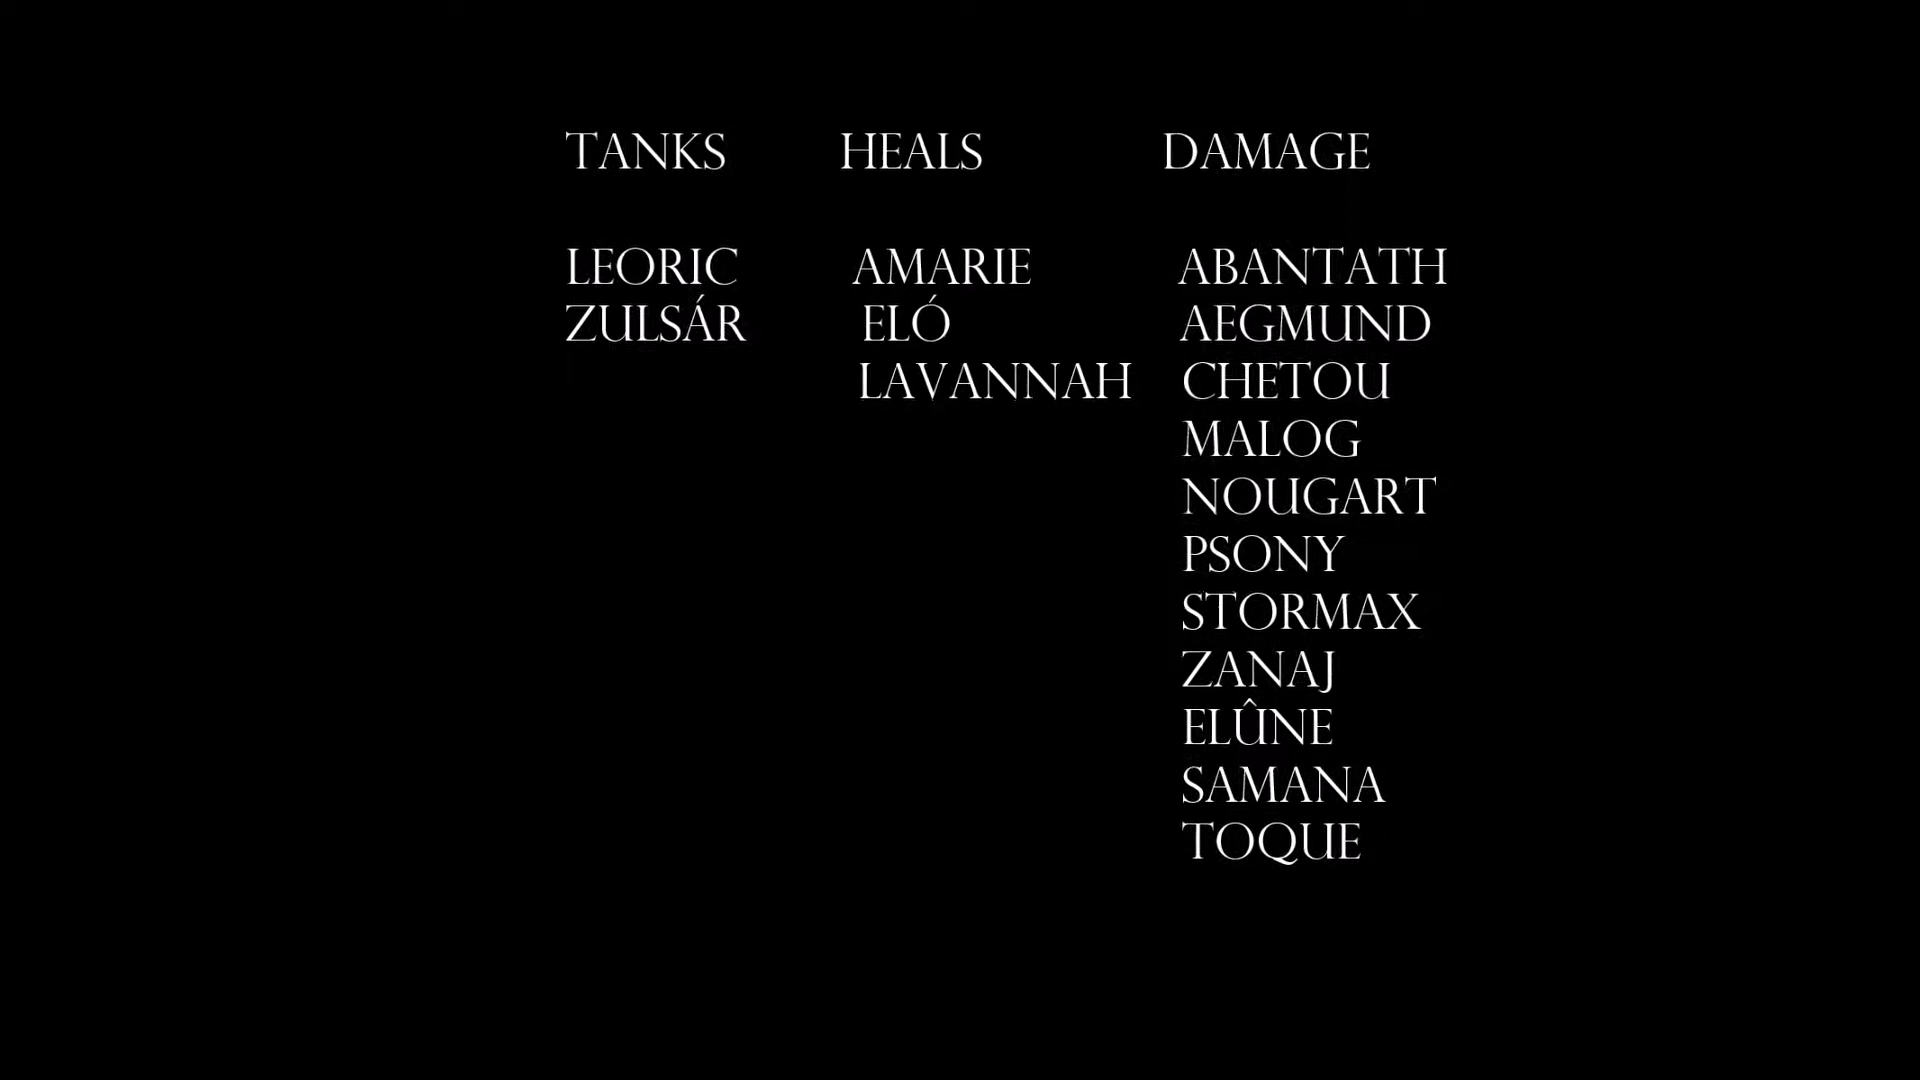 TANKS HEALS DAMAGE
LEORIC AMARIE ABANTATH
ZULSÁR ELÓ AEGMUND
LAVANNAH CHETOU
MALOG
NOUGART
PSONY
STORMAX
ZANAJ
ELÛNE
SAMANA
TOQUE